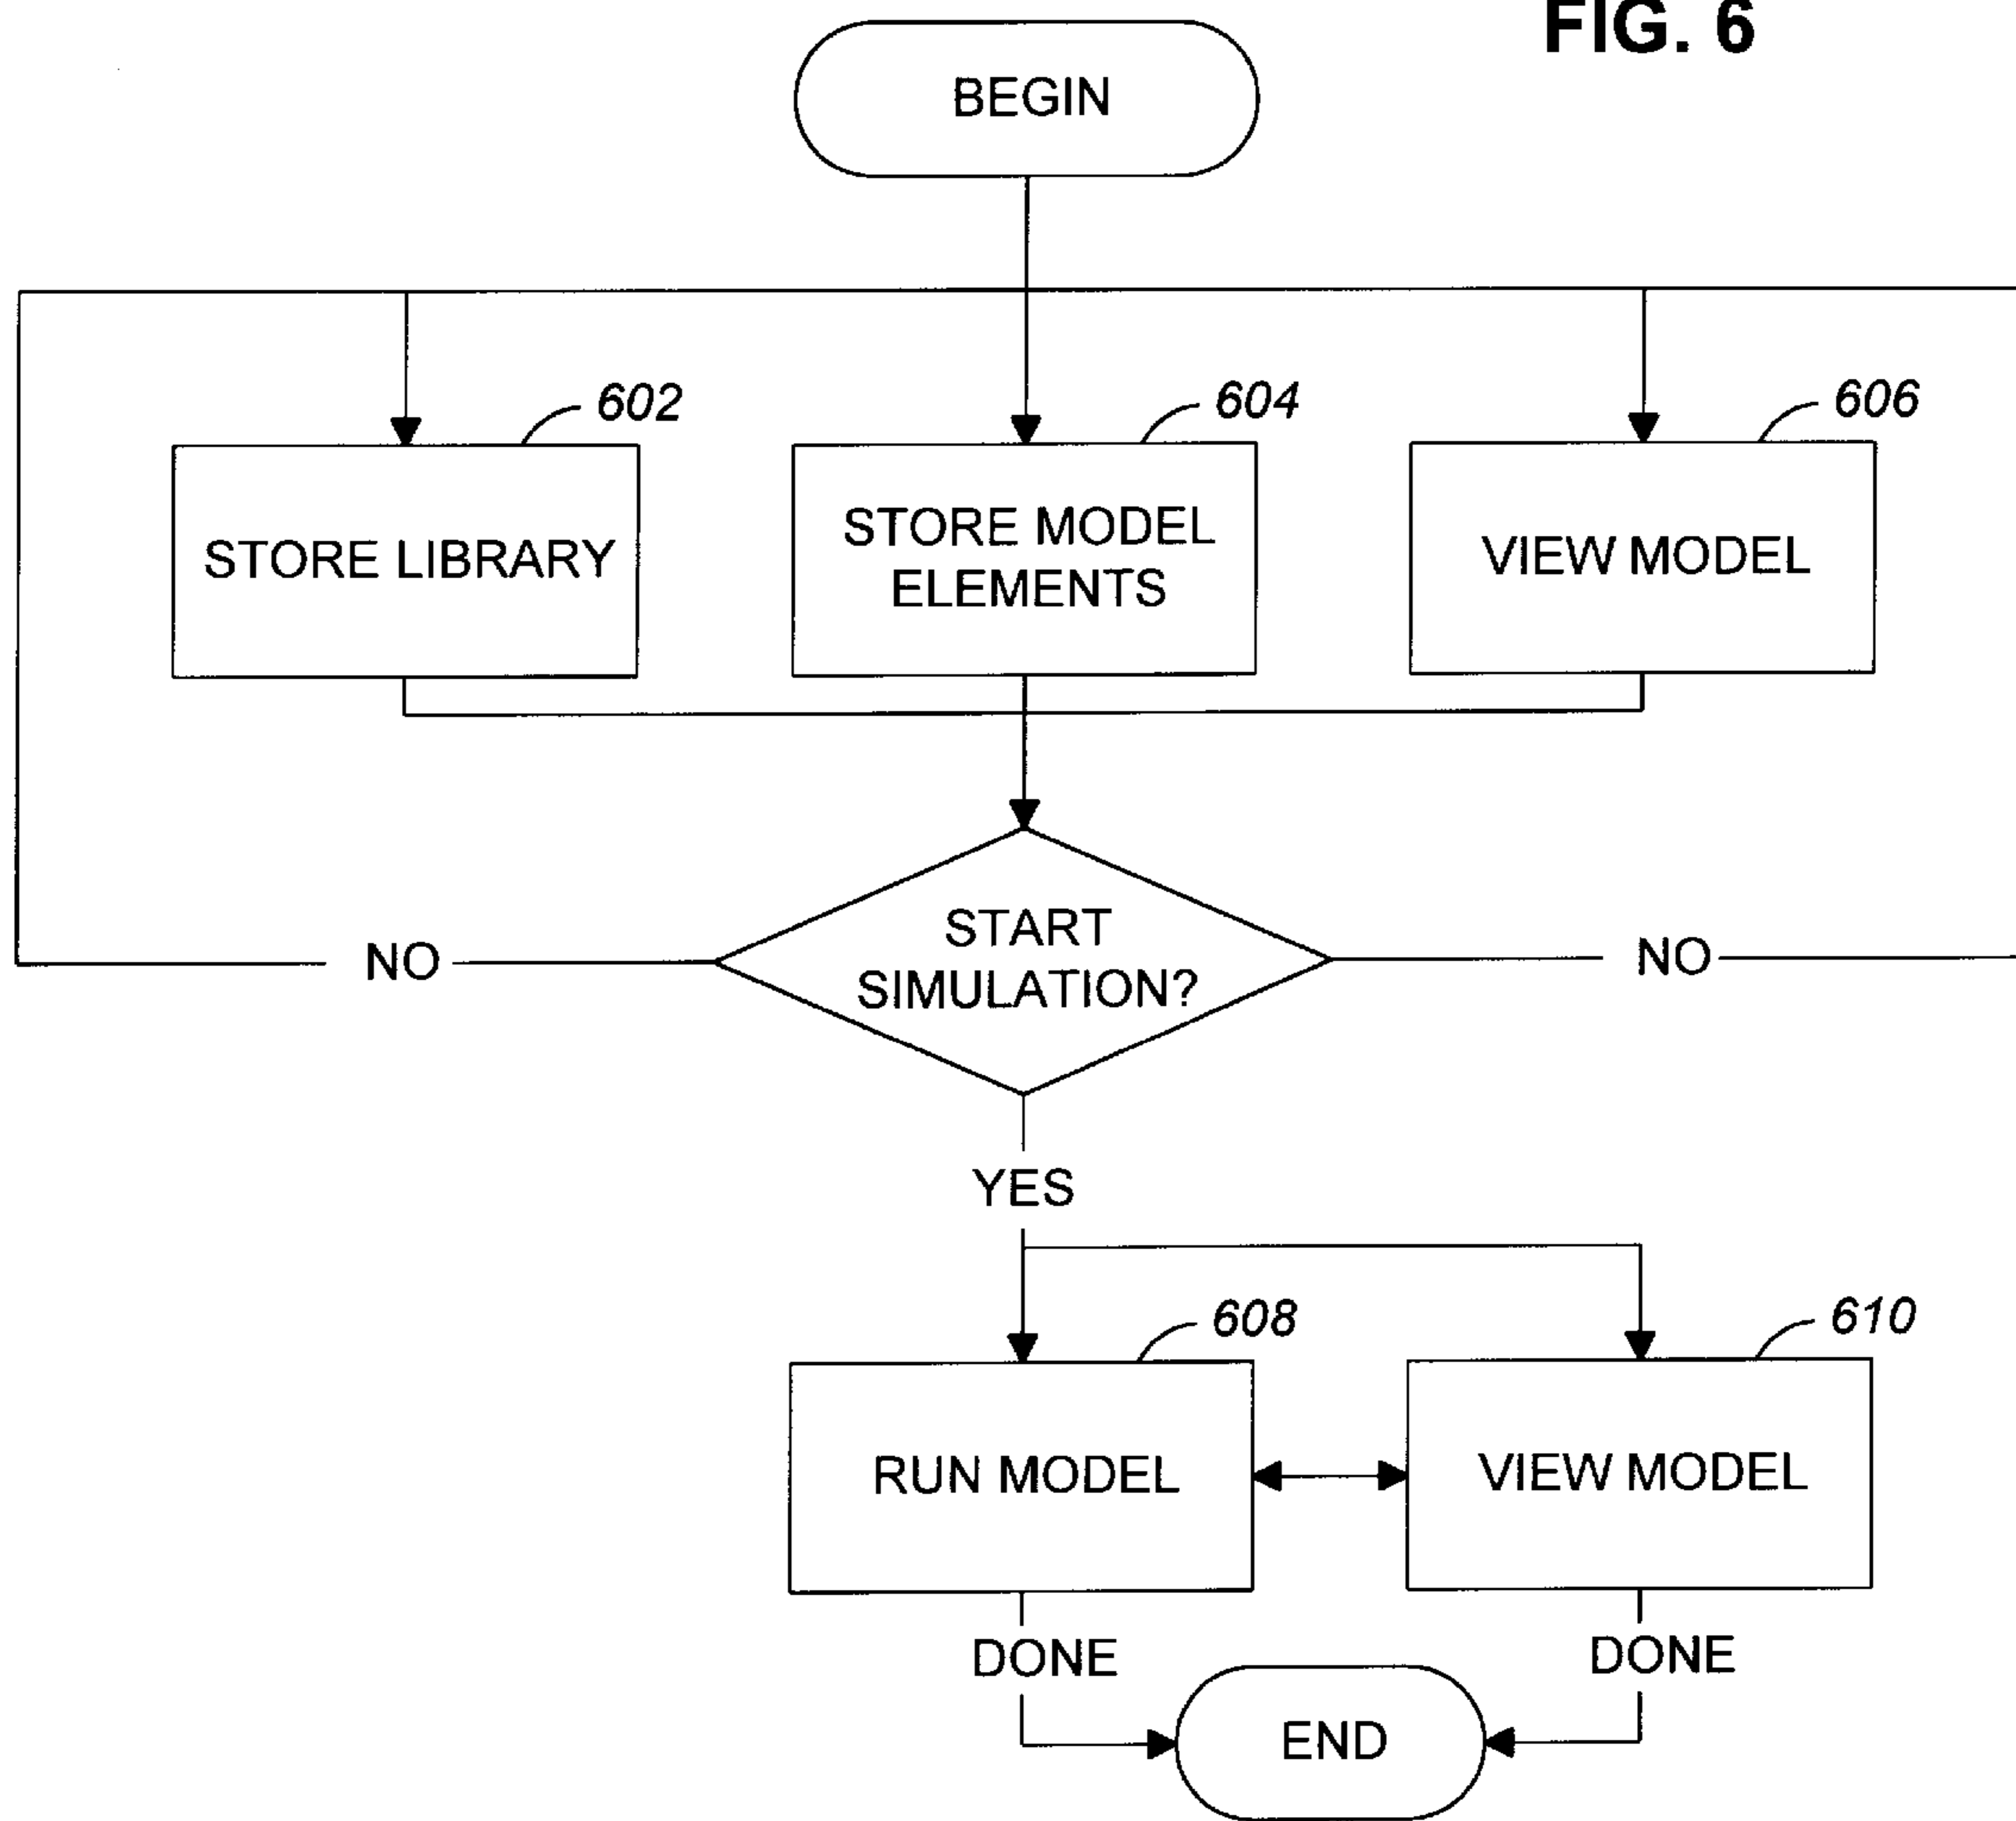 FIG. 6
BEGIN
602
604
606
STORE LIBRARY
STORE MODEL
ELEMENTS
VIEW MODEL
START
SIMULATION?
NO
NO
YES
608
610
RUN MODEL
VIEW MODEL
DONE
DONE
END